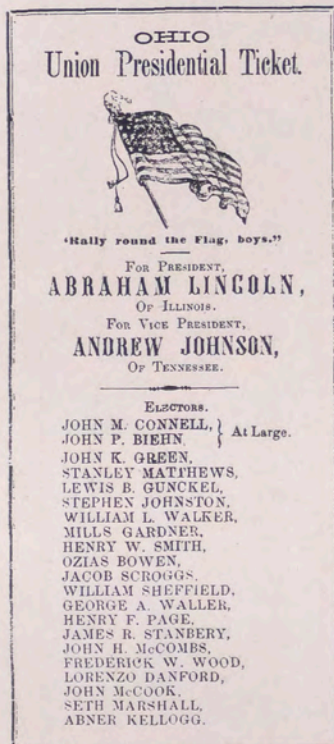 OHIO
Union Presidential Ticket.
"Rally round the Flag, boys."
FOR PRESIDENT,
ABRAHAM LINCOLN,
OF ILLINOIS.
FOR VICE PRESIDENT,
ANDREW JOHNSON,
OF TENNESSEE.
ELECTORS.
JOHN M. CONNELL, } At Large.
JOHN P. BIEHN, 
JOHN K. GREEN,
STANLEY MATTHEWS,
LEWIS B. GUNCKEL,
STEPHEN JOHNSTON,
WILLIAM L. WALKER,
MILLS GARDNER,
HENRY W. SMITH,
OZIAS BOWEN,
JACOB SCROGGS,
WILLIAM SHEFFIELD,
GEORGE A. WALLER,
HENRY F. PAGE,
JAMES R. STANBERY,
JOHN H. McCOMBS,
FREDERICK W. WOOD,
LORENZO DANFORD,
JOHN McCOOK,
SETH MARSHALL,
ABNER KELLOGG.